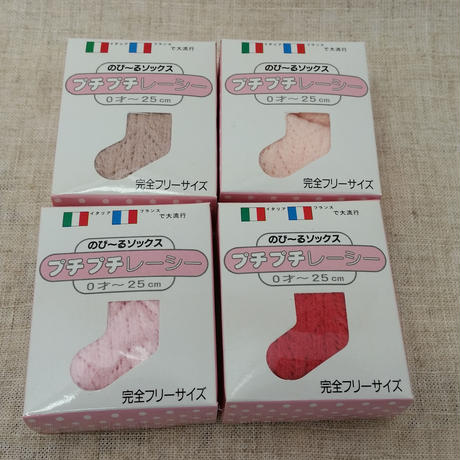 イタリア フランス で大流行
のび〜るソックス
プチプチレーシー
0才〜25cm
完全フリーサイズ
イタリア フランス で大流行
のび〜るソックス
プチプチレーシー
0才〜25cm
完全フリーサイズ
イタリア フランス で大流行
のび〜るソックス
プチプチレーシー
0才〜25cm
完全フリーサイズ
イタリア フランス で大流行
のび〜るソックス
プチプチレーシー
0才〜25cm
完全フリーサイズ